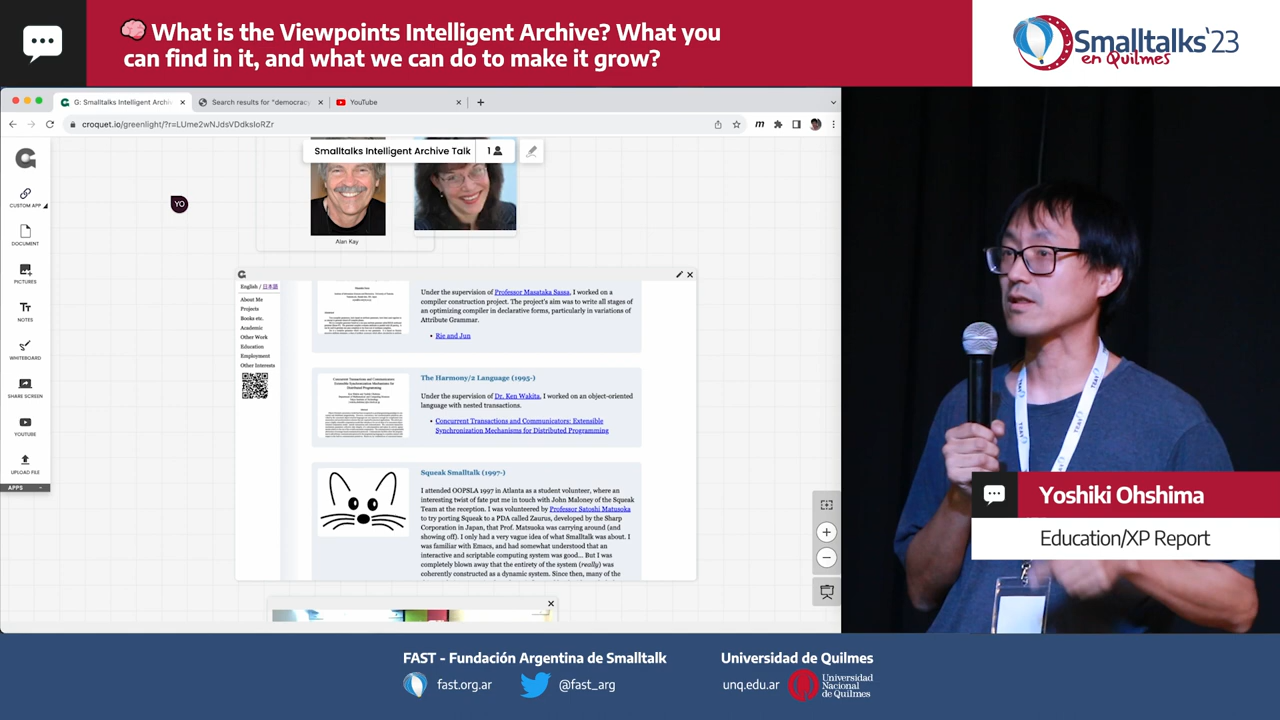 What is the Viewpoints Intelligent Archive? What you
can find in it, and what we can do to make it grow?
Smalltalks'23
en Quilmes
G: Smalltalks Intelligent Archiv
Search results for "democrac
YouTube
croquet.io/greenlight/?r=LUme2wNJdsVDdksIoRZr
Smalltalks Intelligent Archive Talk
1
YO
Alan Kay
CUSTOM APP
DOCUMENT
PICTURES
NOTES
WHITEBOARD
SHARE SCREEN
YOUTUBE
UPLOAD FILE
APPS
English / 日本語
About Me
Projects
Books etc.
Academic
Other Work
Education
Employment
Other Interests
Under the supervision of Professor Masataka Sassa, I worked on a
compiler construction project. The project's aim was to write all stages of
an optimizing compiler in declarative forms, particularly in variations of
Attribute Grammar.
• Rie and Jun
The Harmony/2 Language (1995-)
Under the supervision of Dr. Ken Wakita, I worked on an object-oriented
language with nested transactions.
• Concurrent Transactions and Communicators: Extensible
Synchronization Mechanisms for Distributed Programming
Squeak Smalltalk (1997-)
I attended OOPSLA 1997 in Atlanta as a student volunteer, where an
interesting twist of fate put me in touch with John Maloney of the Squeak
Team at the reception. I was volunteered by Professor Satoshi Matusoka
to try porting Squeak to a PDA called Zaurus, developed by the Sharp
Corporation in Japan, that Prof. Matsuoka was carrying around (and
showing off). I only had a very vague idea of what Smalltalk was about. I
was familiar with Emacs, and had somewhat understood that an
interactive and scriptable computing system was good... But I was
completely blown away that the entirety of the system (really) was
coherently constructed as a dynamic system. Since then, many of the
Yoshiki Ohshima
Education/XP Report
FAST - Fundación Argentina de Smalltalk
fast.org.ar
@fast_arg
Universidad de Quilmes
unq.edu.ar
Universidad
Nacional
de Quilmes